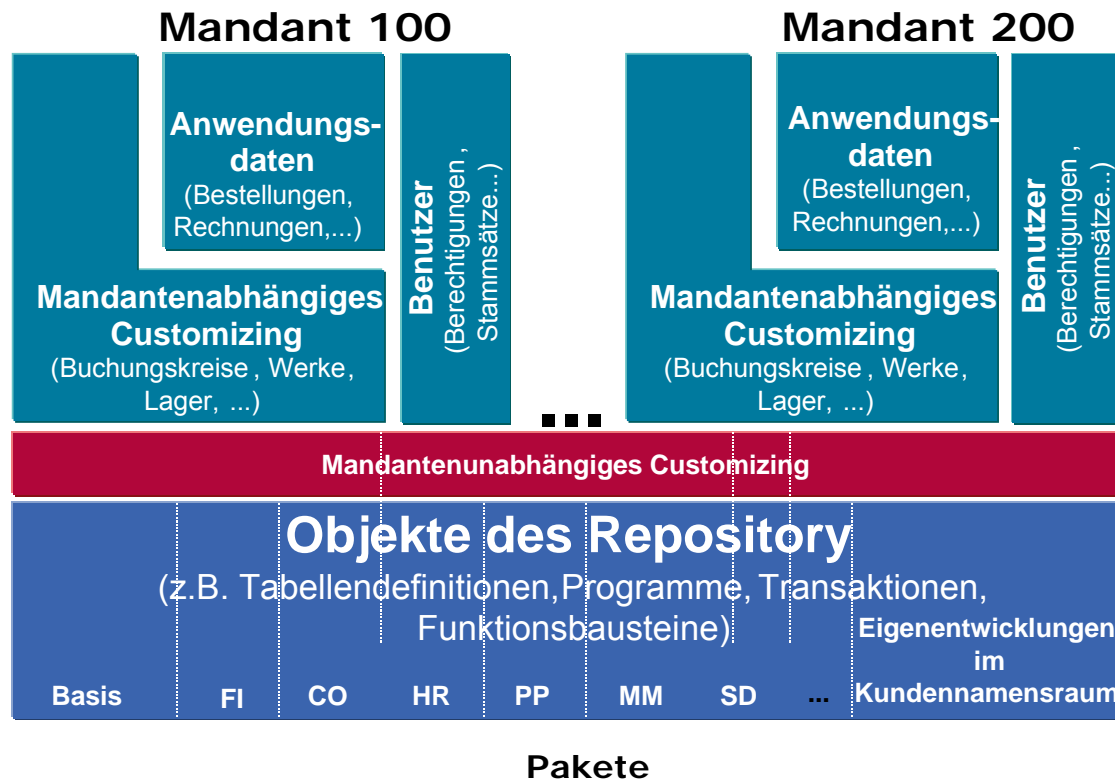 Mandant 100
Anwendungs-
daten
(Bestellungen,
Rechnungen,...)
Benutzer
(Berechtigungen ,
Stammsätze...)
Mandantenabhängiges
Customizing
(Buchungskreise , Werke,
Lager, ...)
...
Mandant 200
Anwendungs-
daten
(Bestellungen,
Rechnungen,...)
Benutzer
(Berechtigungen ,
Stammsätze...)
Mandantenabhängiges
Customizing
(Buchungskreise , Werke,
Lager, ...)
Mandantenunabhängiges Customizing
Objekte des Repository
(z.B. Tabellendefinitionen, Programme, Transaktionen,
Funktionsbausteine)
Basis FI CO HR PP MM SD ...
Eigenentwicklungen
im
Kundennamensraum
Pakete